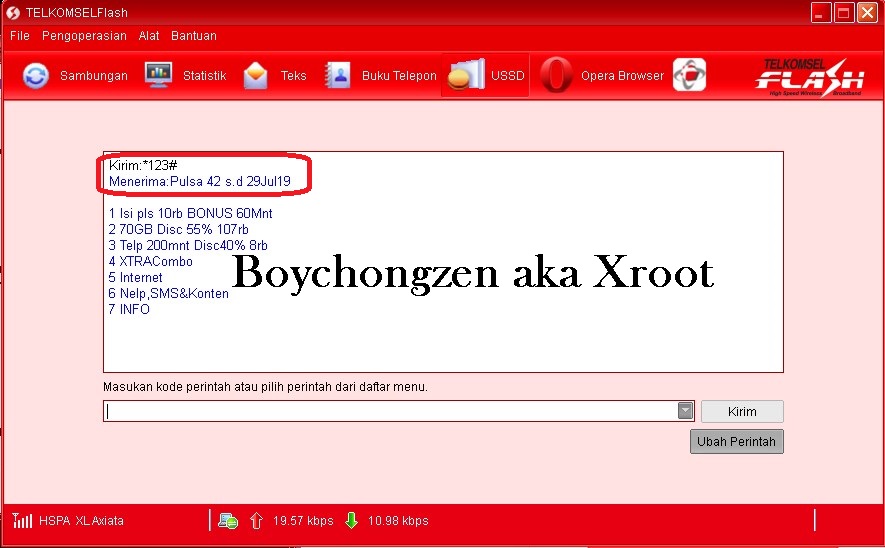 TELKOMSELFlash
File Pengoperasian Alat Bantuan
Sambungan Statistik Teks Buku Telepon USSD Opera Browser
TELKOMSEL
FLASH
High Speed Wireless Broadband
Kirim:*123#
Menerima:Pulsa 42 s.d 29Jul19
1 Isi pls 10rb BONUS 60Mnt
2 70GB Disc 55% 107rb
3 Telp 200mnt Disc40% 8rb
4 XTRACombo
5 Internet
6 Nelp,SMS&Konten
7 INFO
Boychongzen aka Xroot
Masukan kode perintah atau pilih perintah dari daftar menu.
Kirim
Ubah Perintah
HSPA XL Axiata 19.57 kbps 10.98 kbps